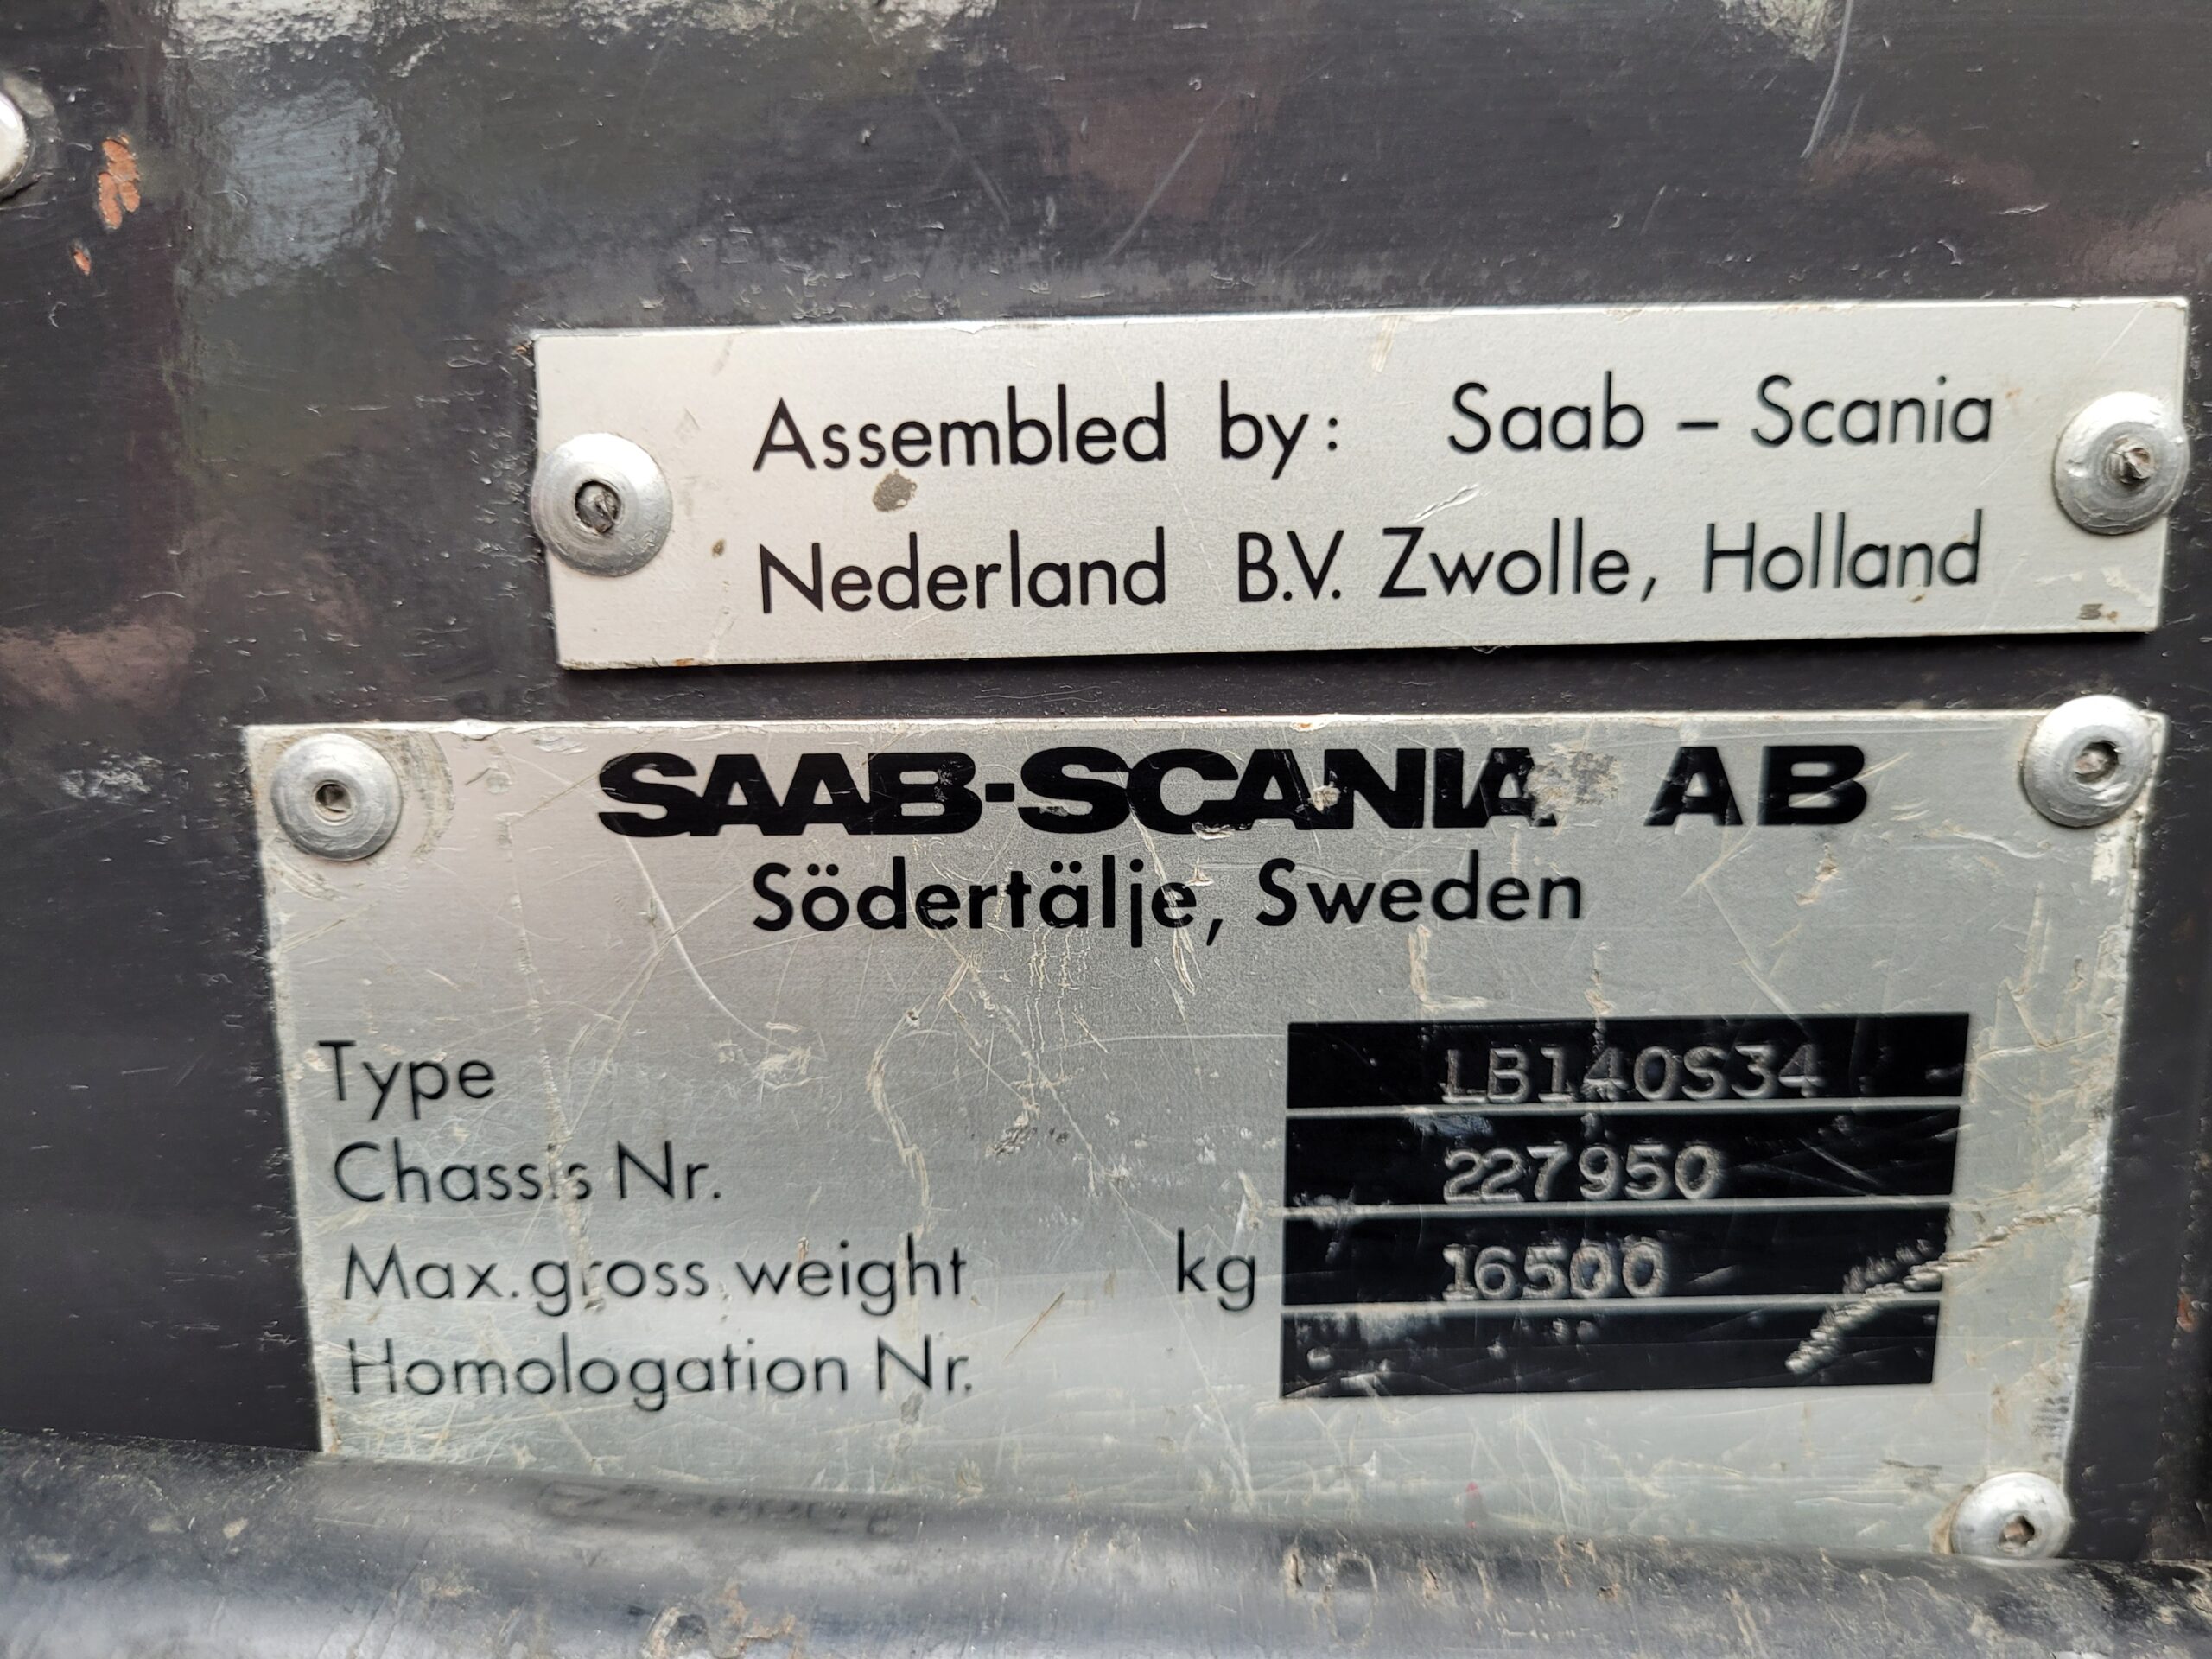 Assembled by: Saab – Scania
Nederland B.V. Zwolle, Holland
SAAB-SCANIA AB
Södertälje, Sweden
Type LB140S34
Chassis Nr. 227950
Max. gross weight kg 16500
Homologation Nr.